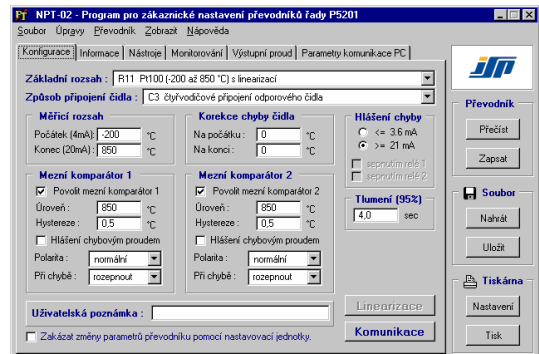 NPT-02 - Program pro zákaznické nastavení převodníků řady P5201
Soubor Úpravy Převodník Zobrazit Nápověda
Konfigurace Informace Nástroje Monitorování Výstupní proud Parametry komunikace PC
Základní rozsah : R11 Pt100 (-200 až 850 °C) s linearizací
Způsob připojení čidla : C3 čtyřvodičové připojení odporového čidla
Měřicí rozsah
Počátek (4mA): -200 °C
Konec (20mA) : 850 °C
Korekce chyby čidla
Na počátku : 0 °C
Na konci : 0 °C
Hlášení chyby
<= 3.6 mA
>= 21 mA
sepnutím relé 1
sepnutím relé 2
Mezní komparátor 1
Povolit mezní komparátor 1
Úroveň : 850 °C
Hystereze : 0,5 °C
Hlášení chybovým proudem
Polarita : normální
Při chybě : rozepnout
Mezní komparátor 2
Povolit mezní komparátor 2
Úroveň : 850 °C
Hystereze : 0,5 °C
Hlášení chybovým proudem
Polarita : normální
Při chybě : rozepnout
Tlumení (95%)
4,0 sec
Uživatelská poznámka :
Zakázat změny parametrů převodníku pomocí nastavovací jednotky.
Linearizace
Komunikace
JSP
Převodník
Přečíst
Zapsat
Soubor
Nahrát
Uložit
Tiskárna
Nastavení
Tisk